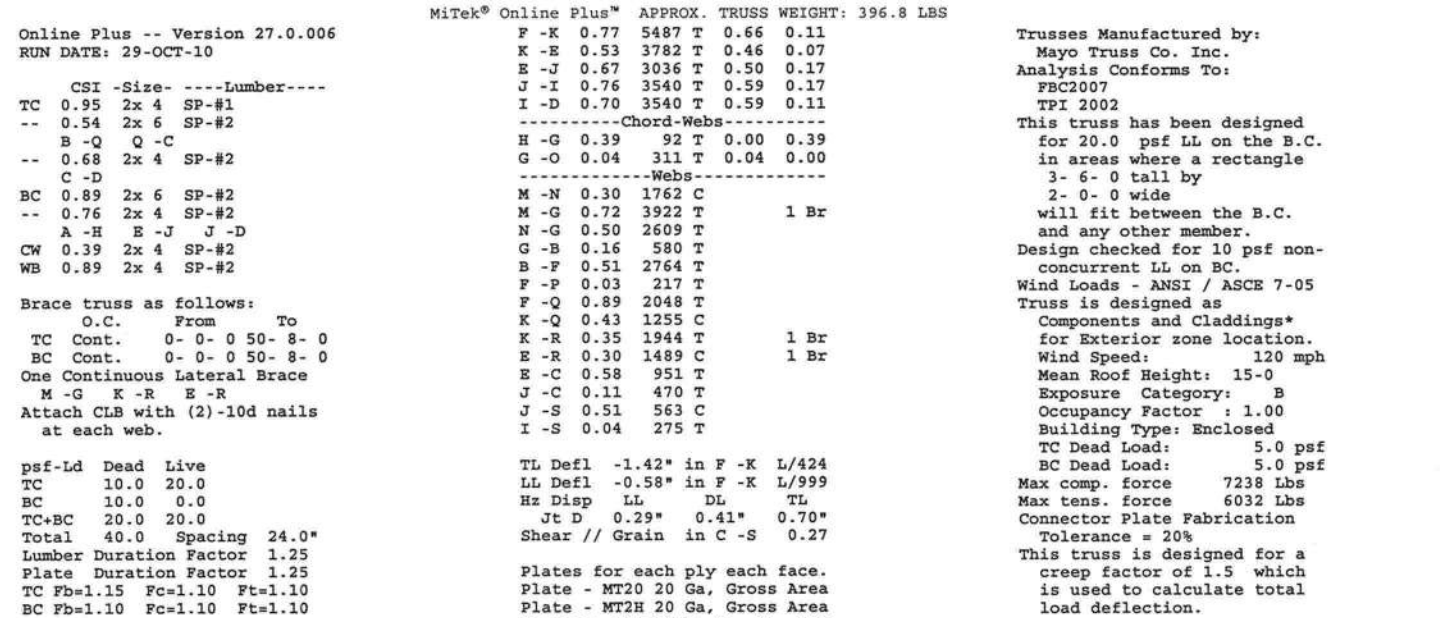 MiTek® Online Plus™ APPROX. TRUSS WEIGHT: 396.8 LBS
Online Plus -- Version 27.0.006
RUN DATE: 29-OCT-10
CSI -Size- ----Lumber----
TC 0.95 2x 4 SP-#1
-- 0.54 2x 6 SP-#2
B -Q Q -C
-- 0.68 2x 4 SP-#2
C -D
BC 0.89 2x 6 SP-#2
-- 0.76 2x 4 SP-#2
A -H E -J J -D
CW 0.39 2x 4 SP-#2
WB 0.89 2x 4 SP-#2
Brace truss as follows:
O.C. From To
TC Cont. 0- 0- 0 50- 8- 0
BC Cont. 0- 0- 0 50- 8- 0
One Continuous Lateral Brace
M -G K -R E -R
Attach CLB with (2)-10d nails
at each web.
psf-Ld Dead Live
TC 10.0 20.0
BC 10.0 0.0
TC+BC 20.0 20.0
Total 40.0 Spacing 24.0"
Lumber Duration Factor 1.25
Plate Duration Factor 1.25
TC Fb=1.15 Fc=1.10 Ft=1.10
BC Fb=1.10 Fc=1.10 Ft=1.10
F -K 0.77 5487 T 0.66 0.11
K -E 0.53 3782 T 0.46 0.07
E -J 0.67 3036 T 0.50 0.17
J -I 0.76 3540 T 0.59 0.17
I -D 0.70 3540 T 0.59 0.11
----------Chord-Webs----------
H -G 0.39 92 T 0.00 0.39
G -O 0.04 311 T 0.04 0.00
-------------Webs-------------
M -N 0.30 1762 C
M -G 0.72 3922 T 1 Br
N -G 0.50 2609 T
G -B 0.16 580 T
B -F 0.51 2764 T
F -P 0.03 217 T
F -Q 0.89 2048 T
K -Q 0.43 1255 C
K -R 0.35 1944 T 1 Br
E -R 0.30 1489 C 1 Br
E -C 0.58 951 T
J -C 0.11 470 T
J -S 0.51 563 C
I -S 0.04 275 T
TL Defl -1.42" in F -K L/424
LL Defl -0.58" in F -K L/999
Hz Disp LL DL TL
Jt D 0.29" 0.41" 0.70"
Shear // Grain in C -S 0.27
Plates for each ply each face.
Plate - MT20 20 Ga, Gross Area
Plate - MT2H 20 Ga, Gross Area
Trusses Manufactured by:
Mayo Truss Co. Inc.
Analysis Conforms To:
FBC2007
TPI 2002
This truss has been designed
for 20.0 psf LL on the B.C.
in areas where a rectangle
3- 6- 0 tall by
2- 0- 0 wide
will fit between the B.C.
and any other member.
Design checked for 10 psf non-
concurrent LL on BC.
Wind Loads - ANSI / ASCE 7-05
Truss is designed as
Components and Claddings*
for Exterior zone location.
Wind Speed: 120 mph
Mean Roof Height: 15-0
Exposure Category: B
Occupancy Factor : 1.00
Building Type: Enclosed
TC Dead Load: 5.0 psf
BC Dead Load: 5.0 psf
Max comp. force 7238 Lbs
Max tens. force 6032 Lbs
Connector Plate Fabrication
Tolerance = 20%
This truss is designed for a
creep factor of 1.5 which
is used to calculate total
load deflection.